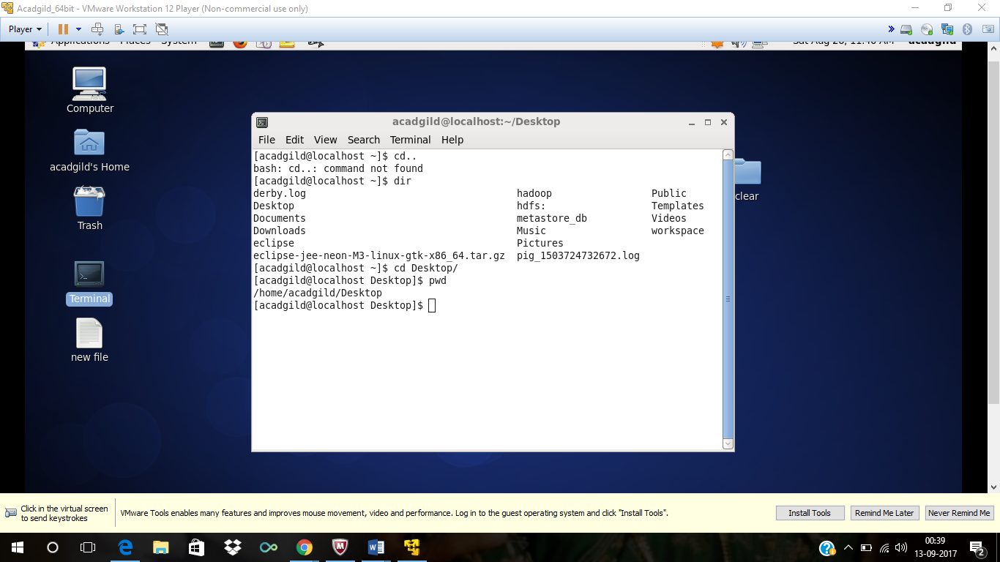 Acadgild_64bit - VMware Workstation 12 Player (Non-commercial use only)
Player
Applications Places System
Sat Aug 26, 11:40 AM acadgild
Computer
acadgild's Home
Trash
Terminal
new file
clear
acadgild@localhost:~/Desktop
File Edit View Search Terminal Help
[acadgild@localhost ~]$ cd..
bash: cd..: command not found
[acadgild@localhost ~]$ dir
derby.log hadoop Public
Desktop hdfs: Templates
Documents metastore_db Videos
Downloads Music workspace
eclipse Pictures
eclipse-jee-neon-M3-linux-gtk-x86_64.tar.gz pig_1503724732672.log
[acadgild@localhost ~]$ cd Desktop/
[acadgild@localhost Desktop]$ pwd
/home/acadgild/Desktop
[acadgild@localhost Desktop]$
Click in the virtual screen
to send keystrokes
VMware Tools enables many features and improves mouse movement, video and performance. Log in to the guest operating system and click "Install Tools".
Install Tools
Remind Me Later
Never Remind Me
00:39
13-09-2017
2